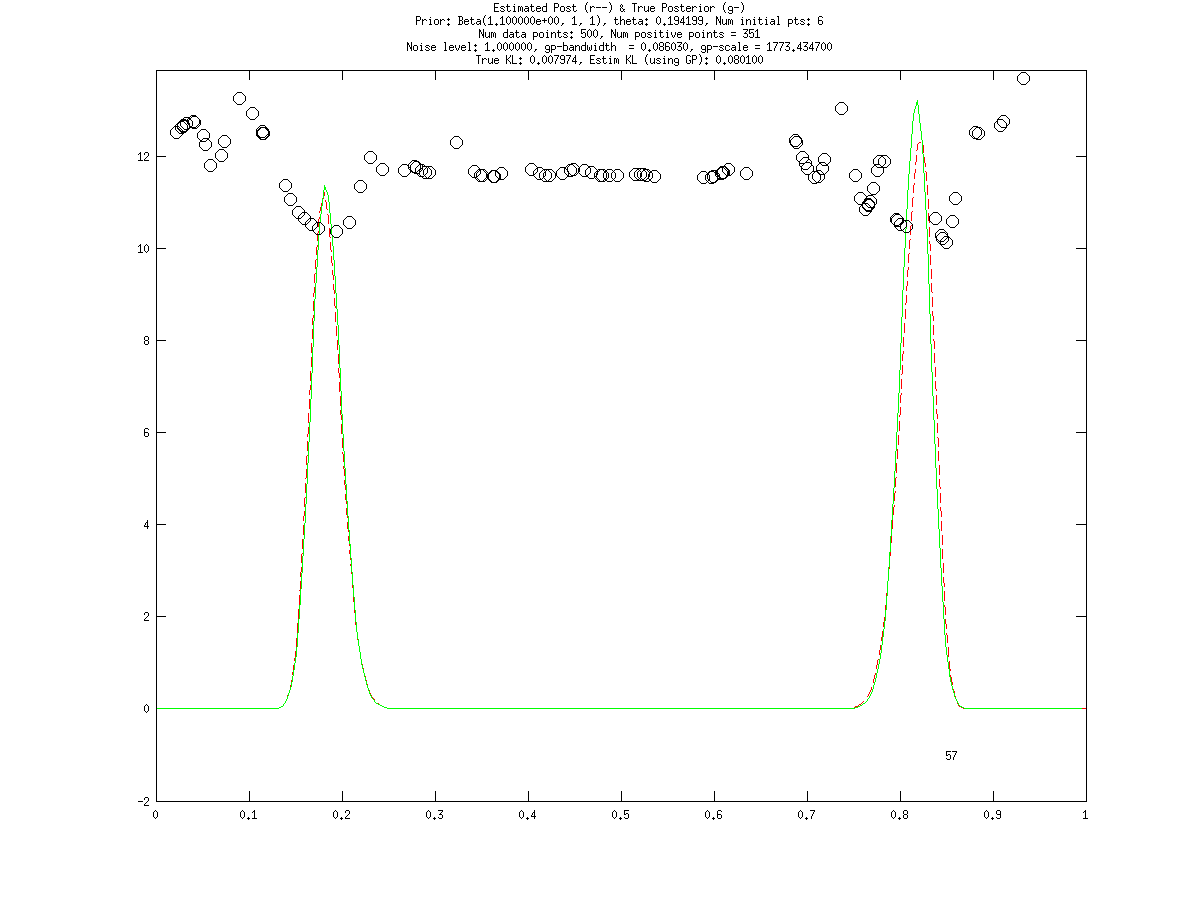 Estimated Post (r--) & True Posterior (g-)
Prior: Beta(1.100000e+00, 1, 1), theta: 0.194199, Num initial pts: 6
Num data points: 500, Num positive points = 351
Noise level: 1.000000, gp-bandwidth  = 0.086030, gp-scale = 1773.434700
True KL: 0.007974, Estim KL (using GP): 0.080100
12
10
8
6
4
2
0
57
-2
0 0.1 0.2 0.3 0.4 0.5 0.6 0.7 0.8 0.9 1